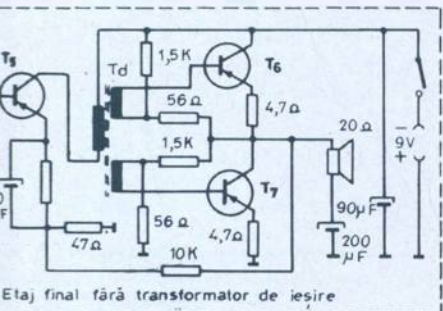 T5
Td
1,5K
T6
56Ω
4,7Ω
1,5K
20Ω
−
9V
+
T7
56Ω
4,7Ω
90µF
200
µF
47Ω
10K
Etaj final fără transformator de ieșire